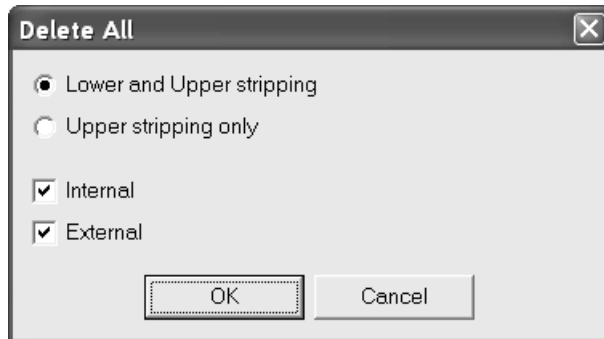 Delete All
Lower and Upper stripping
Upper stripping only
Internal
External
OK
Cancel